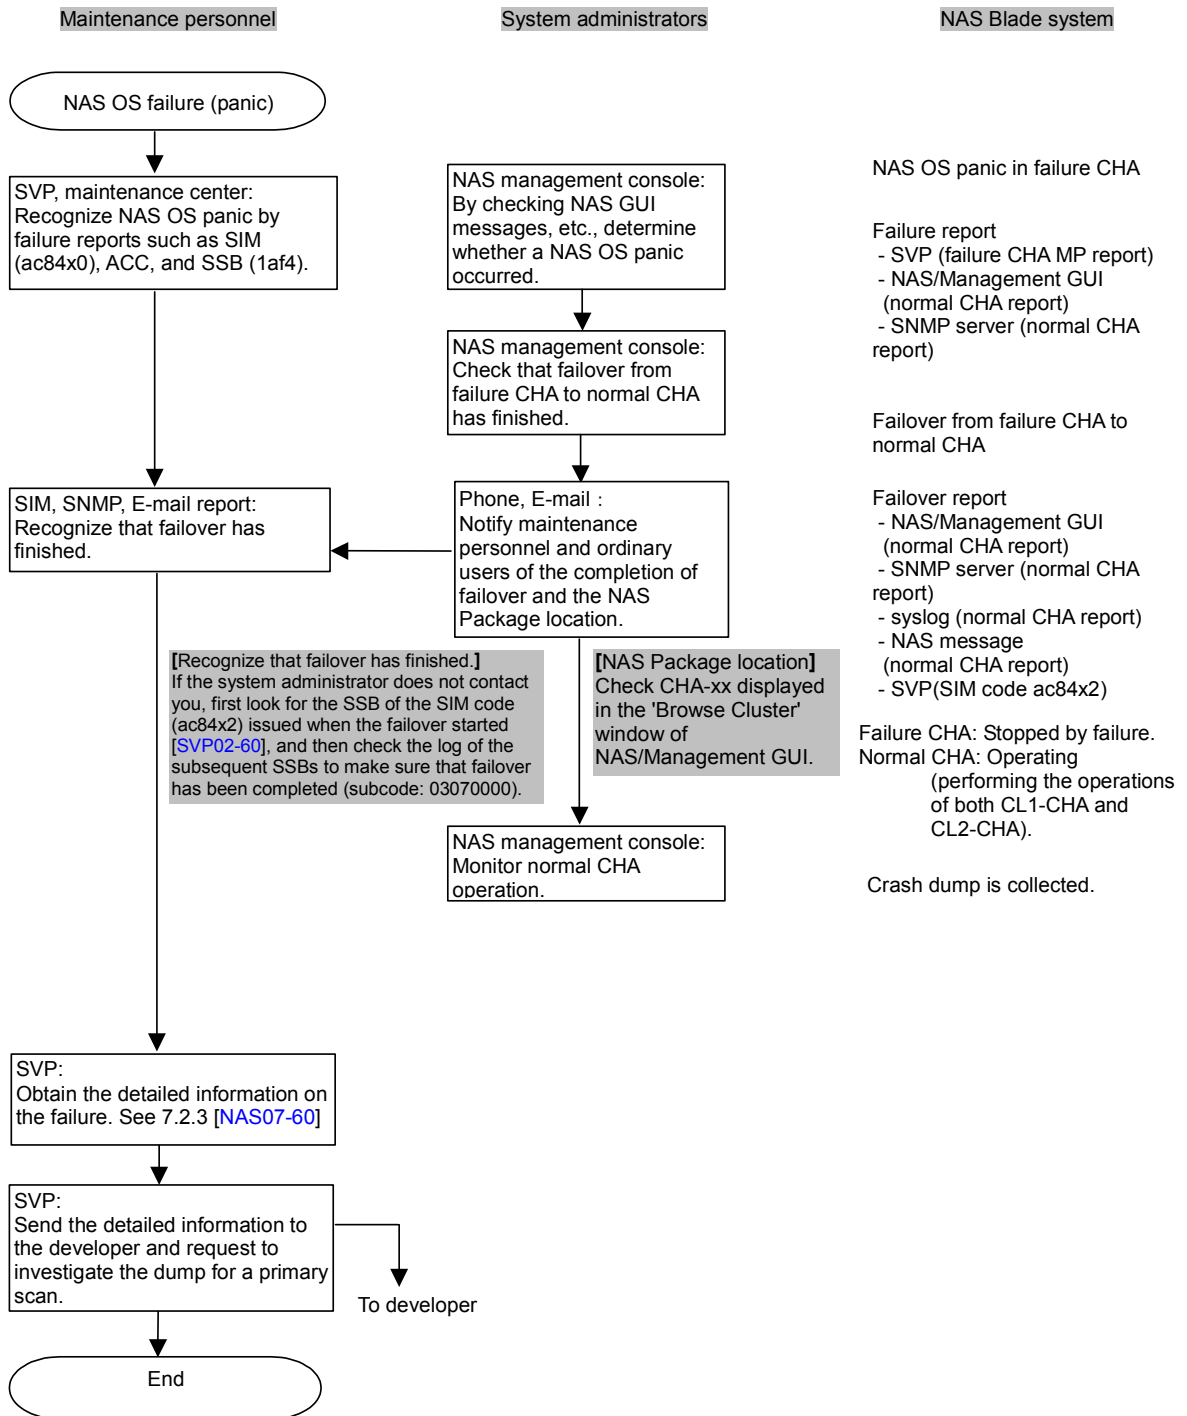 Maintenance personnel
System administrators
NAS Blade system
NAS OS failure (panic)
SVP, maintenance center:
Recognize NAS OS panic by
failure reports such as SIM
(ac84x0), ACC, and SSB (1af4).
NAS management console:
By checking NAS GUI
messages, etc., determine
whether a NAS OS panic
occurred.
NAS OS panic in failure CHA
Failure report
- SVP (failure CHA MP report)
- NAS/Management GUI
(normal CHA report)
- SNMP server (normal CHA
report)
NAS management console:
Check that failover from
failure CHA to normal CHA
has finished.
Failover from failure CHA to
normal CHA
SIM, SNMP, E-mail report:
Recognize that failover has
finished.
Phone, E-mail :
Notify maintenance
personnel and ordinary
users of the completion of
failover and the NAS
Package location.
Failover report
- NAS/Management GUI
(normal CHA report)
- SNMP server (normal CHA
report)
- syslog (normal CHA report)
- NAS message
(normal CHA report)
- SVP(SIM code ac84x2)
[Recognize that failover has finished.]
If the system administrator does not contact
you, first look for the SSB of the SIM code
(ac84x2) issued when the failover started
[SVP02-60], and then check the log of the
subsequent SSBs to make sure that failover
has been completed (subcode: 03070000).
[NAS Package location]
Check CHA-xx displayed
in the 'Browse Cluster'
window of
NAS/Management GUI.
Failure CHA: Stopped by failure.
Normal CHA: Operating
(performing the operations
of both CL1-CHA and
CL2-CHA).
NAS management console:
Monitor normal CHA
operation.
Crash dump is collected.
SVP:
Obtain the detailed information on
the failure. See 7.2.3 [NAS07-60]
SVP:
Send the detailed information to
the developer and request to
investigate the dump for a primary
scan.
To developer
End